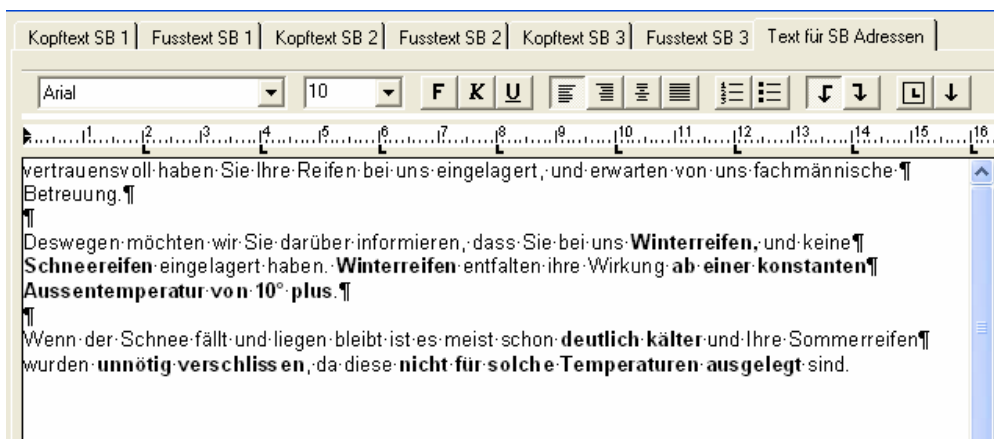 Kopftext SB 1 Fusstext SB 1 Kopftext SB 2 Fusstext SB 2 Kopftext SB 3 Fusstext SB 3 Text für SB Adressen
Arial 10 F K U
1 2 3 4 5 6 7 8 9 10 11 12 13 14 15 16
vertrauensvoll·haben·Sie·Ihre·Reifen·bei·uns·eingelagert,·und·erwarten·von·uns·fachmännische·¶
Betreuung.¶
¶
Deswegen·möchten·wir·Sie·darüber·informieren,·dass·Sie·bei·uns·Winterreifen,·und·keine¶
Schneereifen·eingelagert·haben.·Winterreifen·entfalten·ihre·Wirkung·ab·einer·konstanten¶
Aussentemperatur·von·10°·plus.¶
¶
Wenn·der·Schnee·fällt·und·liegen·bleibt·ist·es·meist·schon·deutlich·kälter·und·Ihre·Sommerreifen¶
wurden·unnötig·verschlissen,·da·diese·nicht·für·solche·Temperaturen·ausgelegt·sind.